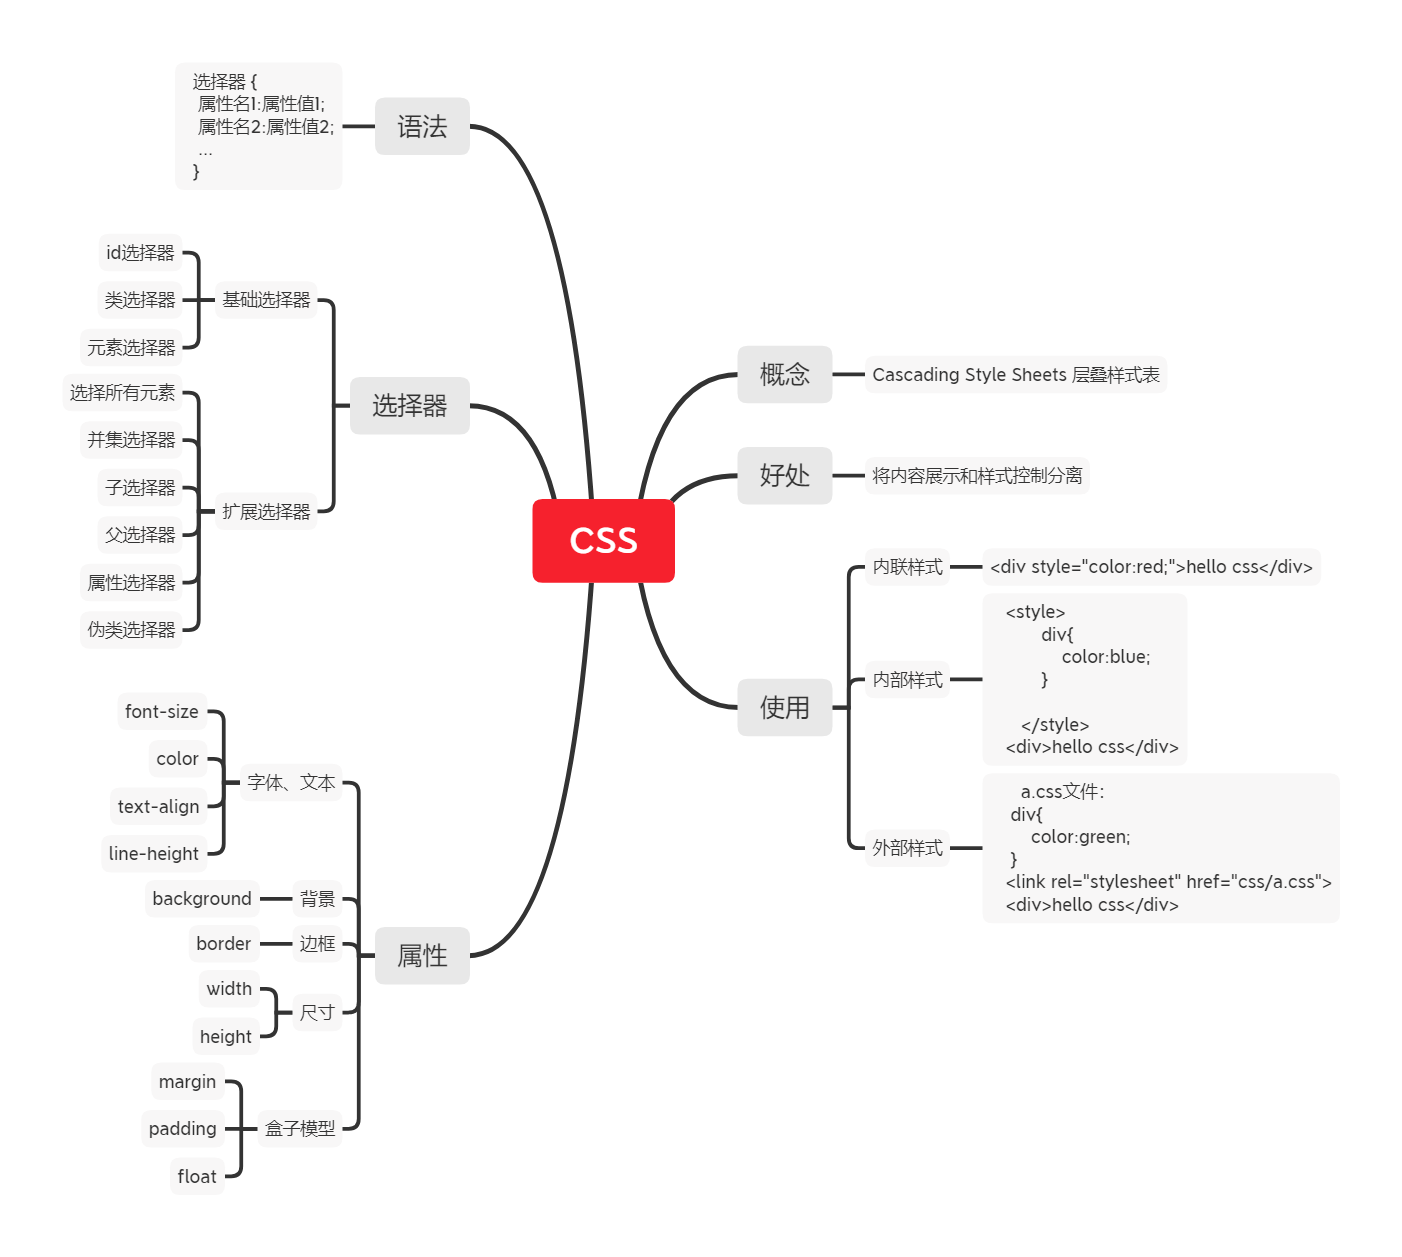 CSS
概念
Cascading Style Sheets 层叠样式表
好处
将内容展示和样式控制分离
使用
内联样式
<div style="color:red;">hello css</div>
内部样式
<style>
div{
color:blue;
}
</style>
<div>hello css</div>
外部样式
a.css文件：
div{
color:green;
}
<link rel="stylesheet" href="css/a.css">
<div>hello css</div>
语法
选择器 {
属性名1:属性值1;
属性名2:属性值2;
...
}
选择器
基础选择器
id选择器
类选择器
元素选择器
扩展选择器
选择所有元素
并集选择器
子选择器
父选择器
属性选择器
伪类选择器
属性
字体、文本
font-size
color
text-align
line-height
背景
background
边框
border
尺寸
width
height
盒子模型
margin
padding
float